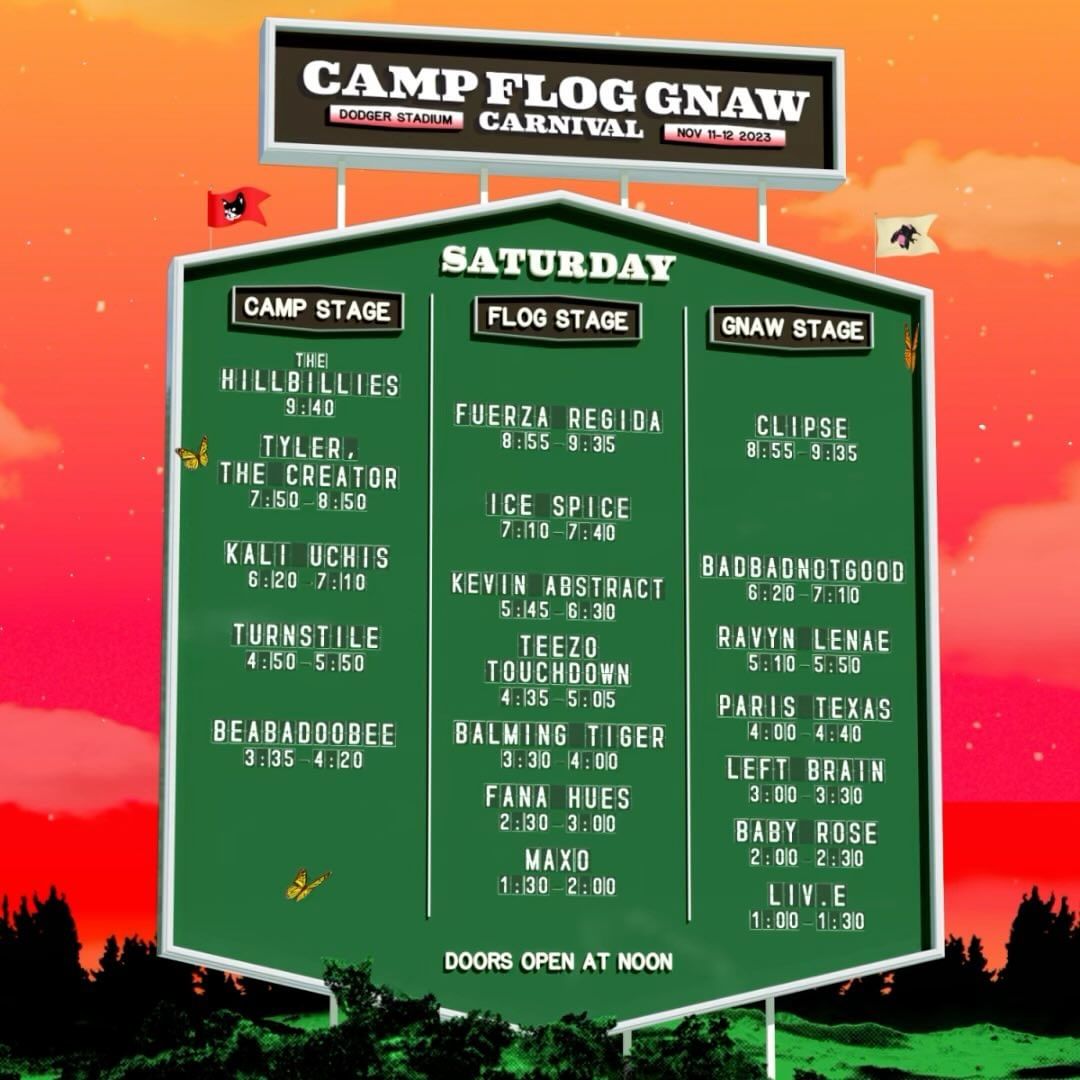 CAMP FLOG GNAW
DODGER STADIUM
CARNIVAL
NOV 11-12 2023
SATURDAY
CAMP STAGE
THE
HILLBILLIES
9:40
TYLER,
THE CREATOR
7:50-8:50
KALI UCHIS
6:20-7:10
TURNSTILE
4:50-5:50
BEABADOOBEE
3:35-4:20
FLOG STAGE
FUERZA REGIDA
8:55-9:35
ICE SPICE
7:10-7:40
KEVIN ABSTRACT
5:45-6:30
TEEZO
TOUCHDOWN
4:35-5:05
BALMING TIGER
3:30-4:00
FANA HUES
2:30-3:00
MAXO
1:30-2:00
GNAW STAGE
CLIPSE
8:55-9:35
BADBADNOTGOOD
6:20-7:10
RAVYN LENAE
5:10-5:50
PARIS TEXAS
4:00-4:40
LEFT BRAIN
3:00-3:30
BABY ROSE
2:00-2:30
LIV.E
1:00-1:30
DOORS OPEN AT NOON